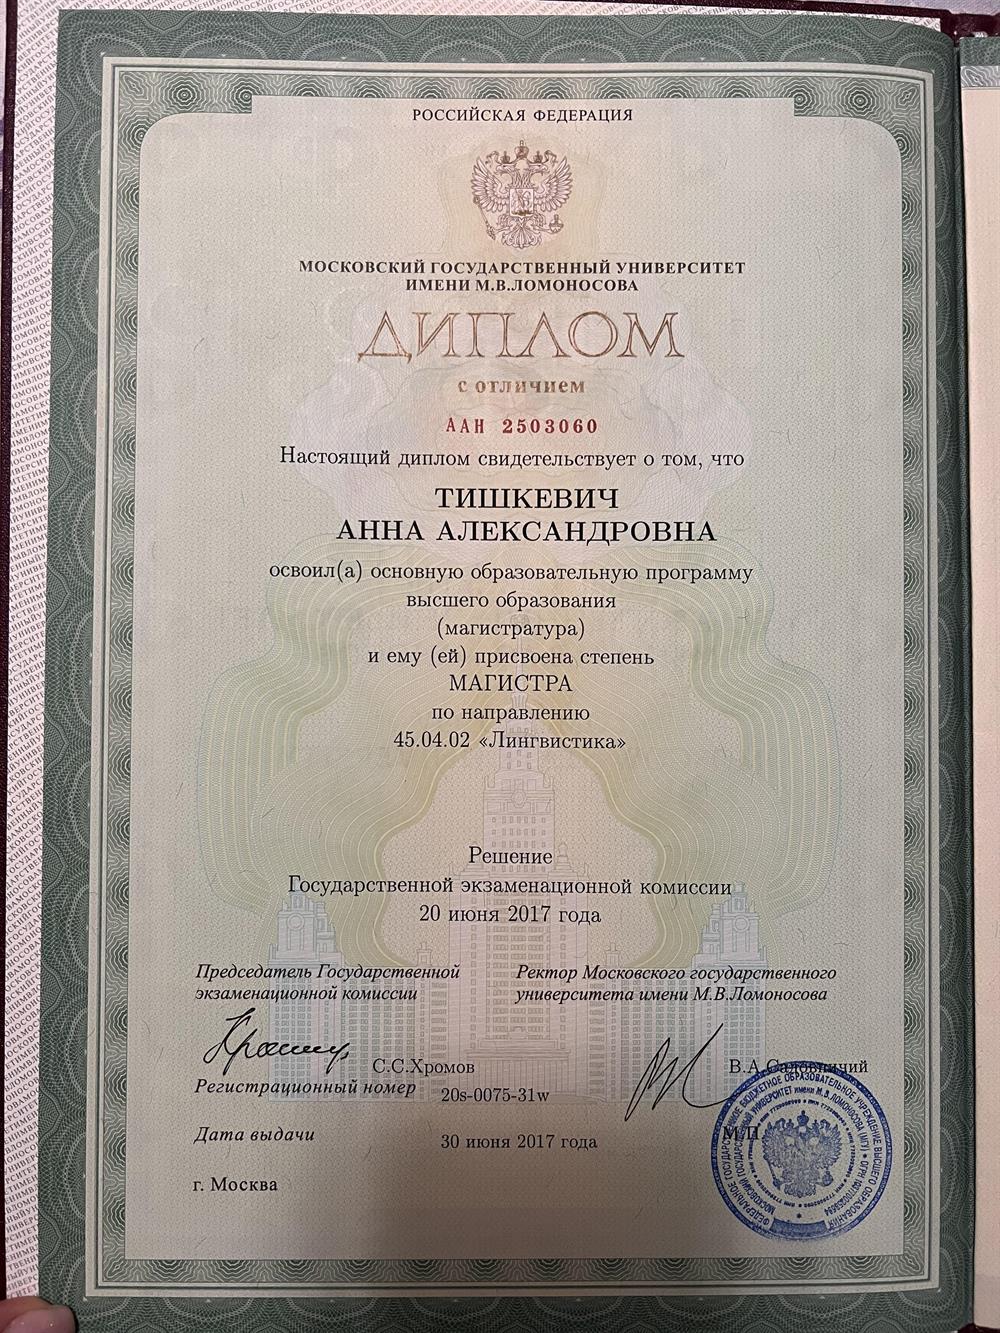 РОССИЙСКАЯ ФЕДЕРАЦИЯ
МОСКОВСКИЙ ГОСУДАРСТВЕННЫЙ УНИВЕРСИТЕТ
ИМЕНИ М.В.ЛОМОНОСОВА
ДИПЛОМ
с отличием
ААН 2503060
Настоящий диплом свидетельствует о том, что
ТИШКЕВИЧ
АННА АЛЕКСАНДРОВНА
освоил(а) основную образовательную программу
высшего образования
(магистратура)
и ему (ей) присвоена степень
МАГИСТРА
по направлению
45.04.02 «Лингвистика»
Решение
Государственной экзаменационной комиссии
20 июня 2017 года
Председатель Государственной
экзаменационной комиссии
Ректор Московского государственного
университета имени М.В.Ломоносова
С.С.Хромов
В.А.Садовничий
Регистрационный номер 20s-0075-31w
М.П.
Дата выдачи 30 июня 2017 года
г. Москва